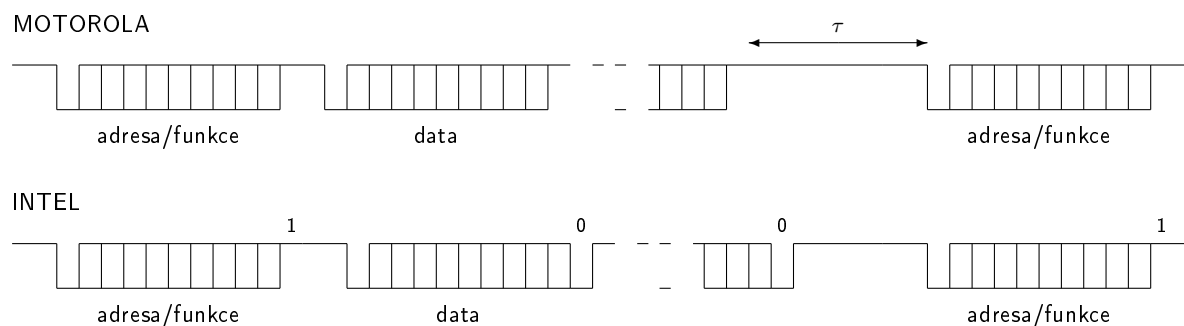 MOTOROLA
τ
adresa/funkce data adresa/funkce
INTEL
1 0 0 1
adresa/funkce data adresa/funkce